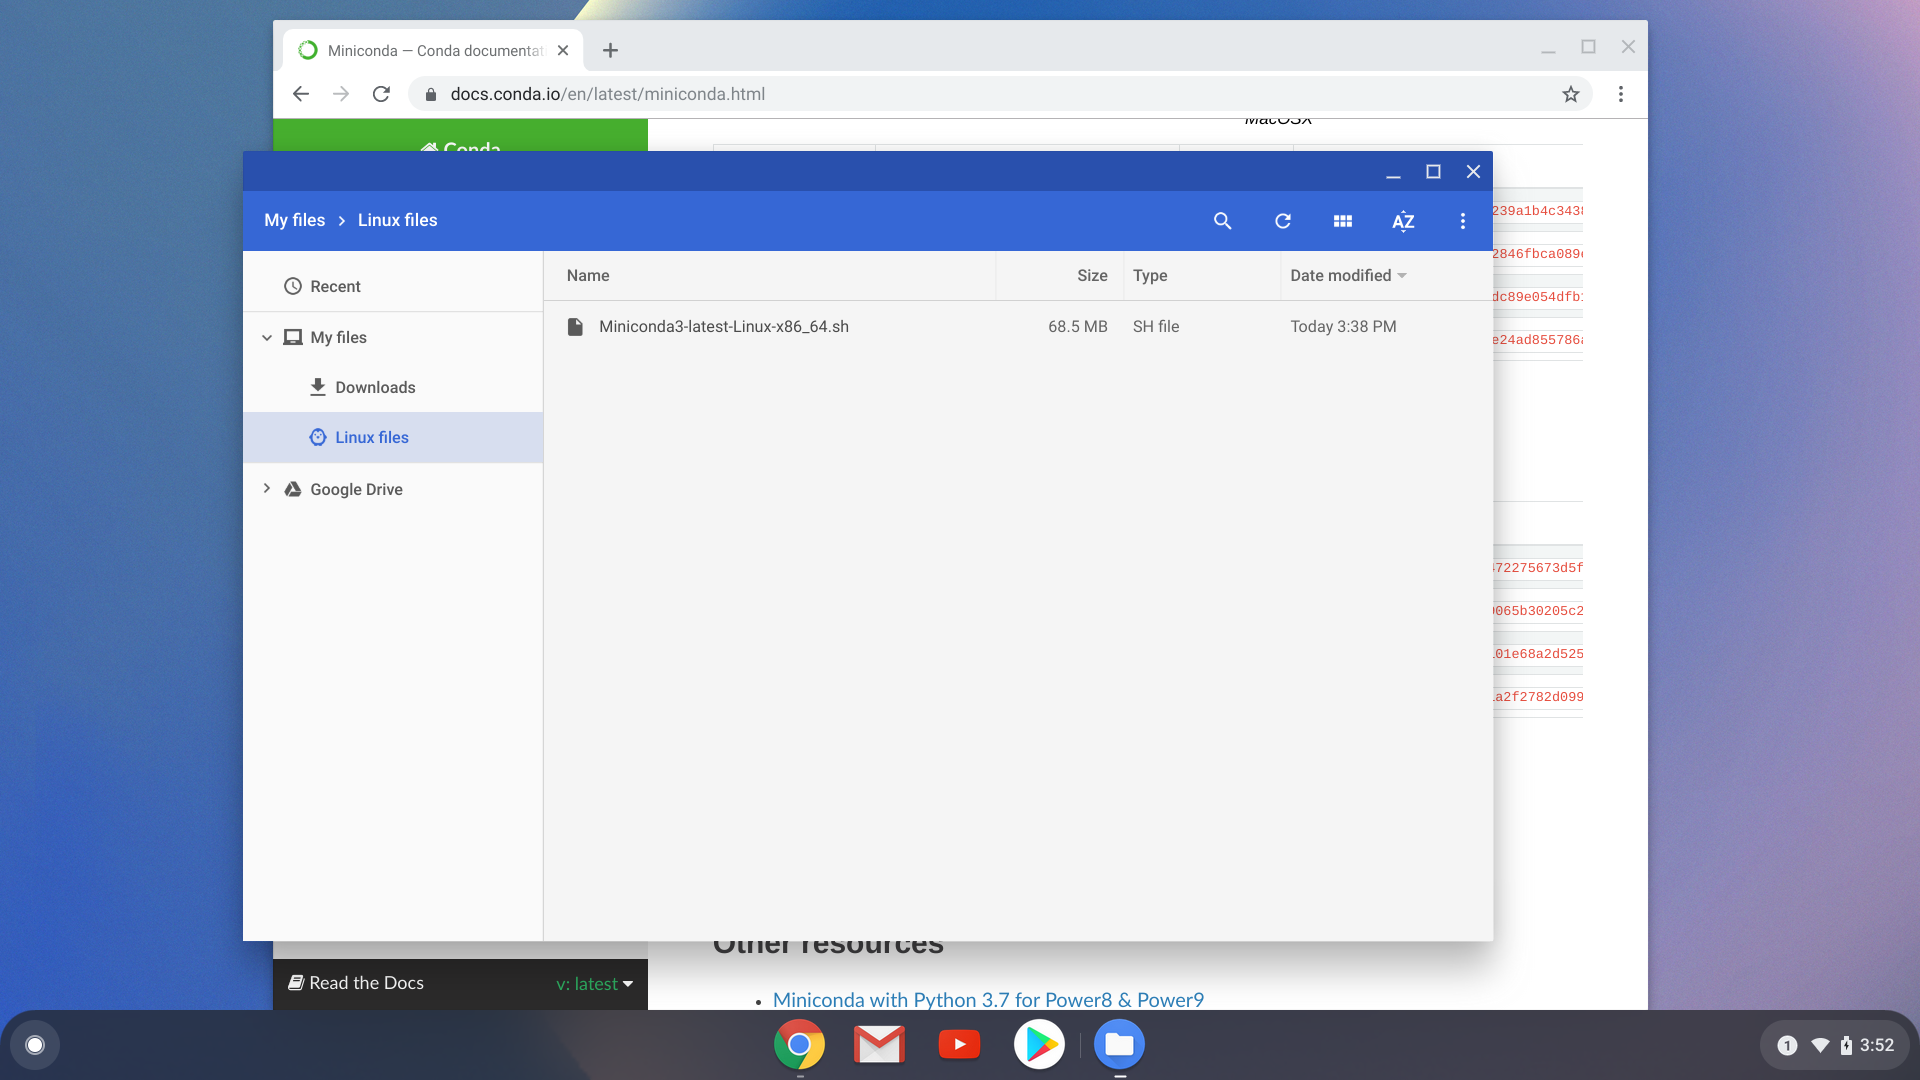 Miniconda — Conda documentat
docs.conda.io/en/latest/miniconda.html
MacOSX
Conda
My files
Linux files
AZ
Recent
My files
Downloads
Linux files
Google Drive
Name
Size
Type
Date modified
Miniconda3-latest-Linux-x86_64.sh
68.5 MB
SH file
Today 3:38 PM
239a1b4c3438
2846fbca089
dc89e054dfb
e24ad855786
472275673d5f
9065b30205c2
01e68a2d525
a2f2782d099
Other resources
Miniconda with Python 3.7 for Power8 & Power9
Read the Docs
v: latest
1
3:52